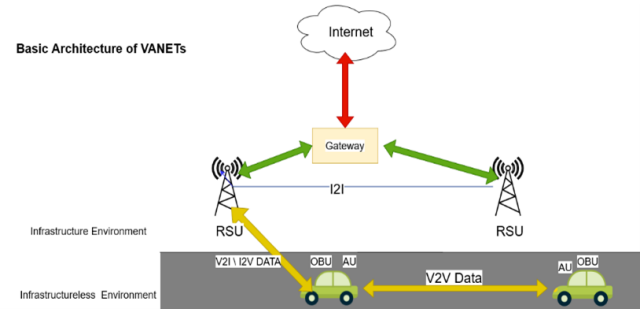 Internet
Basic Architecture of VANETs
Gateway
I2I
RSU
RSU
Infrastructure Environment
V2I \ I2V DATA
OBU
AU
AU
OBU
V2V Data
Infrastructureless Environment